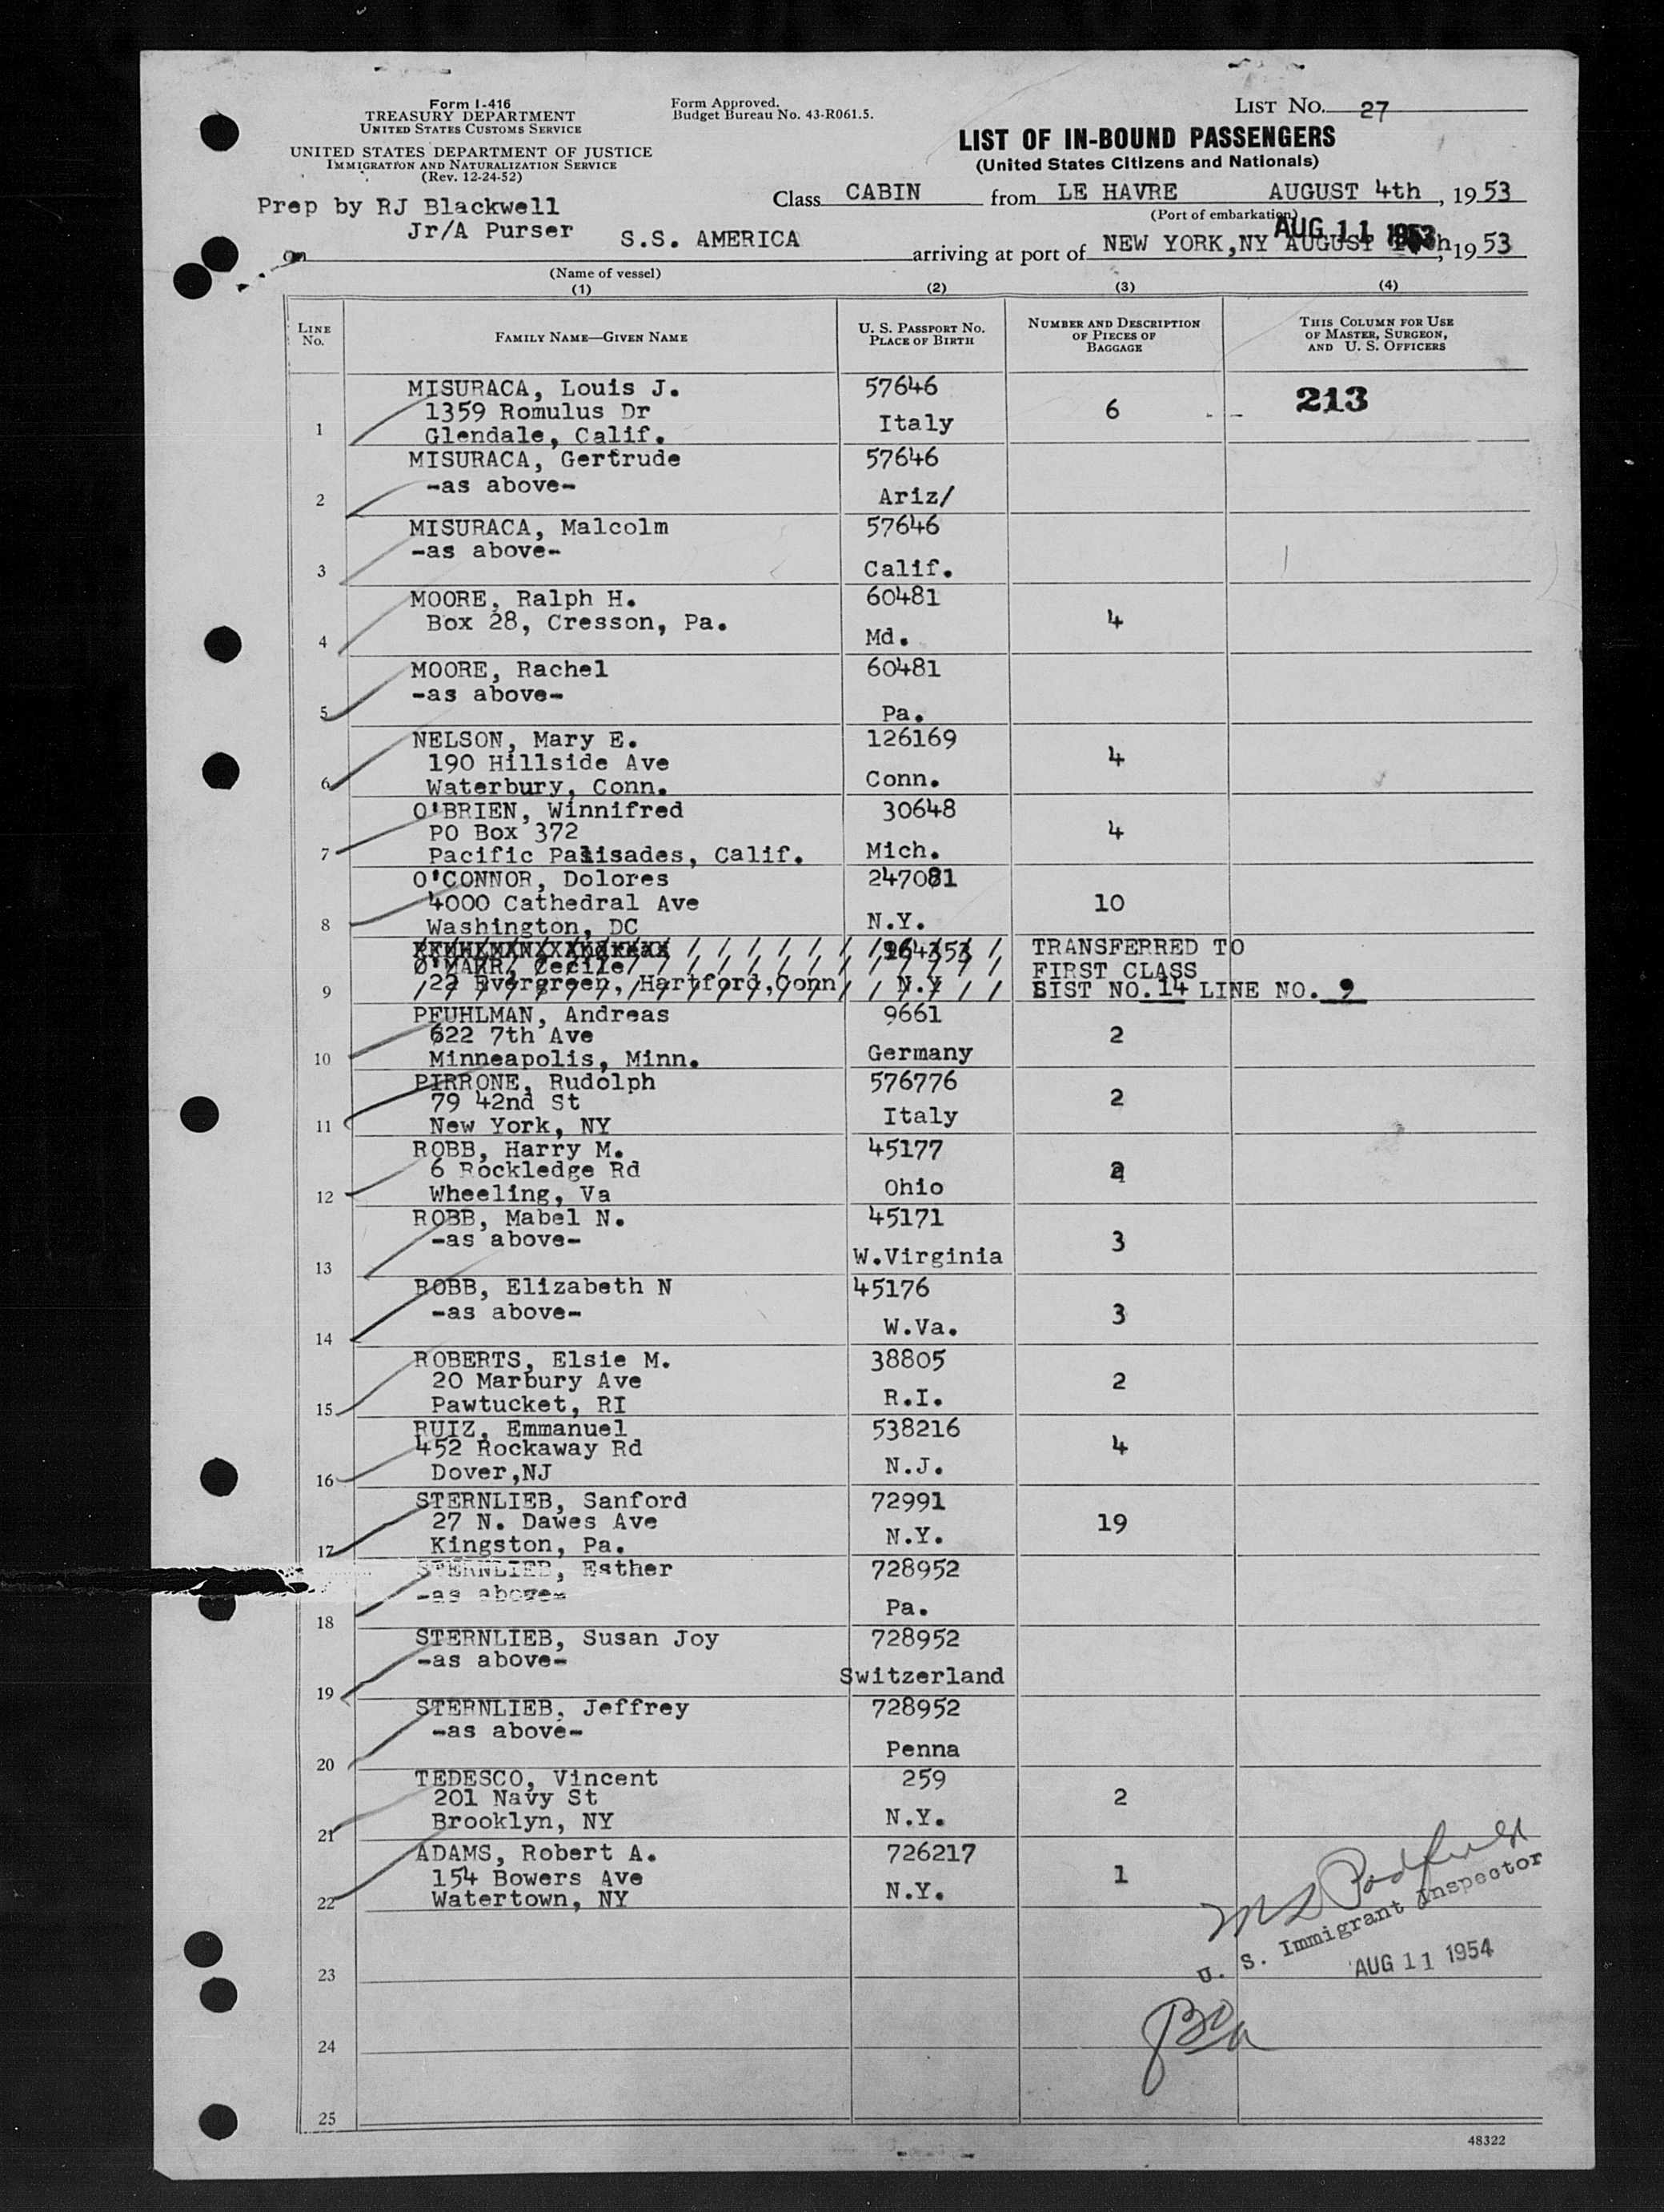 Form I-416
TREASURY DEPARTMENT
UNITED STATES CUSTOMS SERVICE
UNITED STATES DEPARTMENT OF JUSTICE
IMMIGRATION AND NATURALIZATION SERVICE
(Rev. 12-24-52)
Form Approved.
Budget Bureau No. 43-R061.5.
LIST No. 27
LIST OF IN-BOUND PASSENGERS
(United States Citizens and Nationals)
Prep by RJ Blackwell
Jr/A Purser
Class CABIN from LE HAVRE AUGUST 4th, 1953
(Port of embarkation)
AUG 11 1953
on S.S. AMERICA arriving at port of NEW YORK,NY AUGUST h, 1953
(Name of vessel)
(1) (2) (3) (4)
LINE No.
FAMILY NAME—GIVEN NAME
U. S. PASSPORT No.
PLACE OF BIRTH
NUMBER AND DESCRIPTION
OF PIECES OF
BAGGAGE
THIS COLUMN FOR USE
OF MASTER, SURGEON,
AND U. S. OFFICERS
MISURACA, Louis J. 57646
1359 Romulus Dr 6 213
1 Glendale, Calif. Italy
MISURACA, Gertrude 57646
-as above-
2 Ariz/
MISURACA, Malcolm 57646
-as above-
3 Calif.
MOORE, Ralph H. 60481
Box 28, Cresson, Pa. 4
4 Md.
MOORE, Rachel 60481
-as above-
5 Pa.
NELSON, Mary E. 126169
190 Hillside Ave 4
6 Waterbury, Conn. Conn.
O'BRIEN, Winnifred 30648
PO Box 372 4
7 Pacific Palisades, Calif. Mich.
O'CONNOR, Dolores 247081
4000 Cathedral Ave 10
8 Washington, DC N.Y.
TRANSFERRED TO
O'MARR, Cecile FIRST CLASS
9 22 Evergreen, Hartford,Conn N.Y LIST NO. 14 LINE NO. 9
PFUHLMAN, Andreas 9661
622 7th Ave 2
10 Minneapolis, Minn. Germany
PIRRONE, Rudolph 576776
79 42nd St 2
11 New York, NY Italy
ROBB, Harry M. 45177
6 Rockledge Rd
12 Wheeling, Va Ohio
ROBB, Mabel N. 45171
-as above- 3
13 W.Virginia
ROBB, Elizabeth N 45176
-as above- 3
14 W.Va.
ROBERTS, Elsie M. 38805
20 Marbury Ave 2
15 Pawtucket, RI R.I.
RUIZ, Emmanuel 538216
452 Rockaway Rd 4
16 Dover,NJ N.J.
STERNLIEB, Sanford 72991
27 N. Dawes Ave 19
17 Kingston, Pa. N.Y.
STERNLIEB, Esther 728952
-as above-
18 Pa.
STERNLIEB, Susan Joy 728952
-as above-
19 Switzerland
STERNLIEB, Jeffrey 728952
-as above-
20 Penna
TEDESCO, Vincent 259
201 Navy St 2
21 Brooklyn, NY N.Y.
ADAMS, Robert A. 726217
154 Bowers Ave 1
22 Watertown, NY N.Y.
U. S. Immigrant Inspector
AUG 11 1954
23
24
25
48322